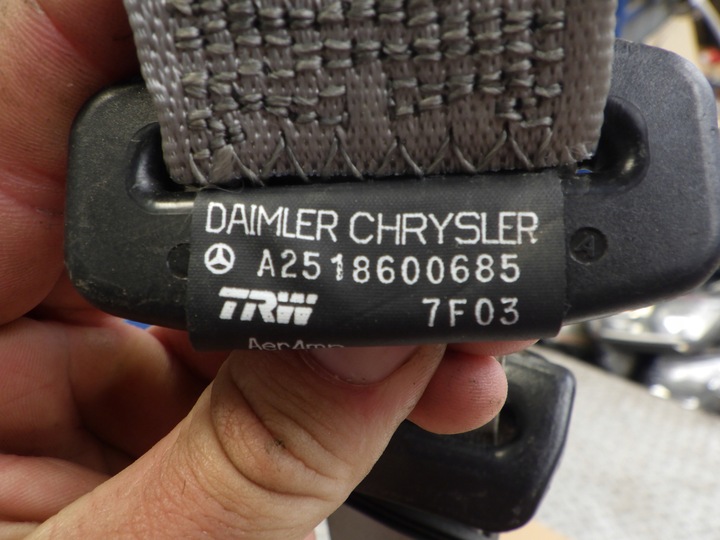 DAIMLER CHRYSLER
A2518600685
TRW 7F03
A